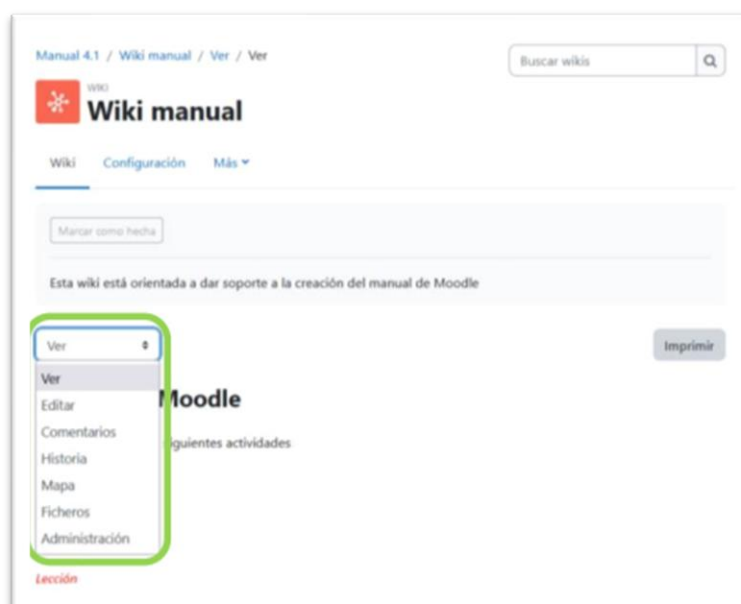 Manual 4.1 / Wiki manual / Ver / Ver
Buscar wikis
WIKI
Wiki manual
Wiki Configuración Más
Marcar como hecha
Esta wiki está orientada a dar soporte a la creación del manual de Moodle
Ver
Imprimir
Ver
Moodle
Editar
Comentarios
siguientes actividades
Historia
Mapa
Ficheros
Administración
Lección